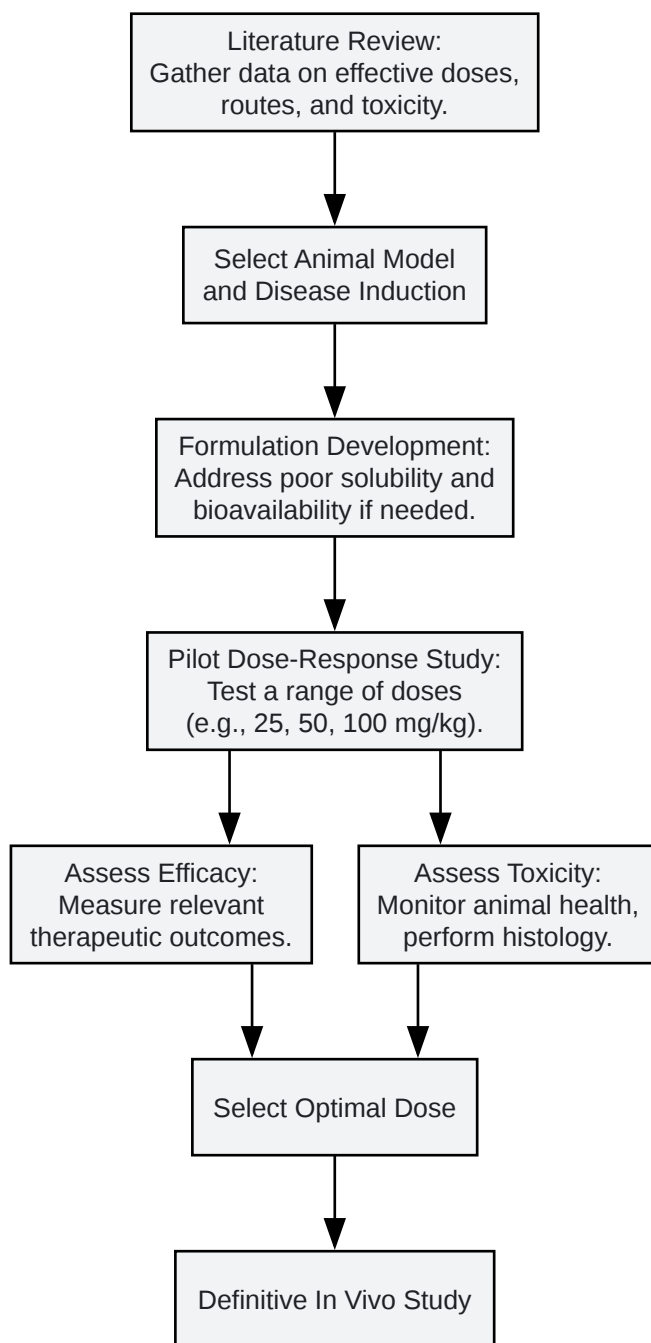 Literature Review:
Gather data on effective doses,
routes, and toxicity.
Select Animal Model
and Disease Induction
Formulation Development:
Address poor solubility and
bioavailability if needed.
Pilot Dose-Response Study:
Test a range of doses
(e.g., 25, 50, 100 mg/kg).
Assess Efficacy:
Measure relevant
therapeutic outcomes.
Assess Toxicity:
Monitor animal health,
perform histology.
Select Optimal Dose
Definitive In Vivo Study